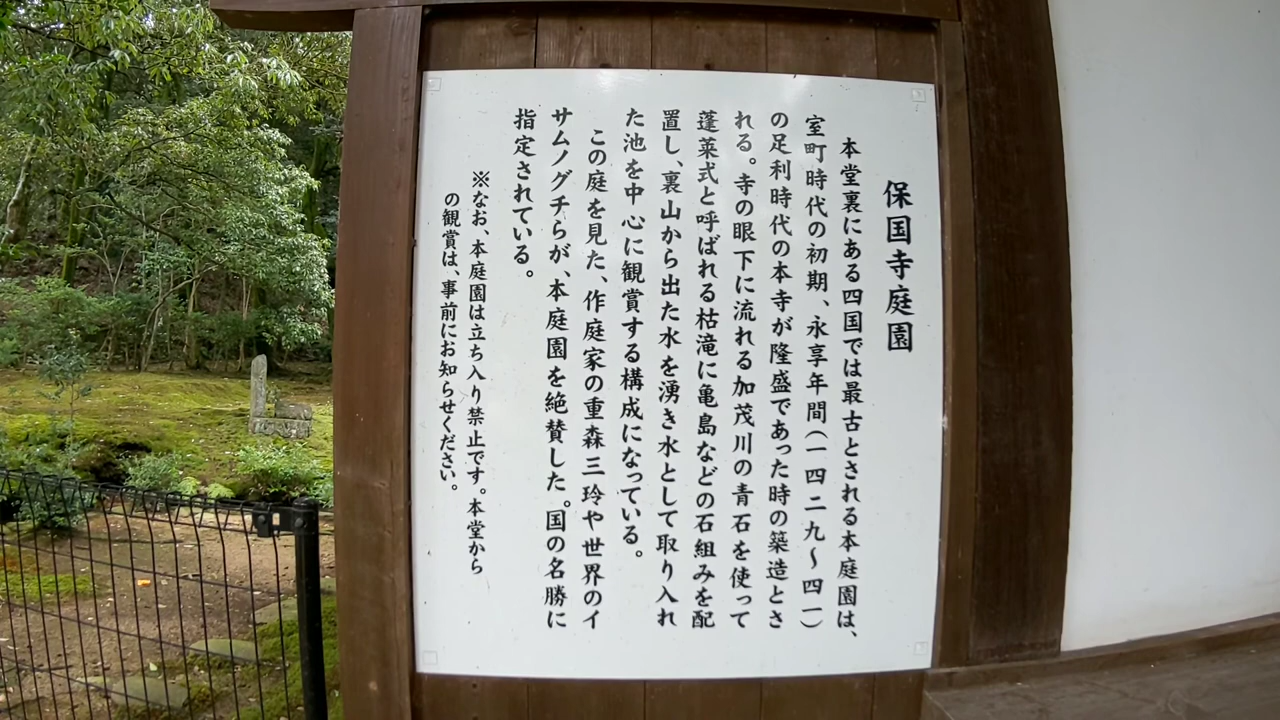 保国寺庭園
本堂裏にある四国では最古とされる本庭園は、
室町時代の初期、永享年間(一四二九〜四一)
の足利時代の本寺が隆盛であった時の築造とさ
れる。寺の眼下に流れる加茂川の青石を使って
蓬莱式と呼ばれる枯滝に亀島などの石組みを配
置し、裏山から出た水を湧き水として取り入れ
た池を中心に観賞する構成になっている。
この庭を見た、作庭家の重森三玲や世界のイ
サムノグチらが、本庭園を絶賛した。国の名勝に
指定されている。
※なお、本庭園は立ち入り禁止です。本堂から
の観賞は、事前にお知らせください。